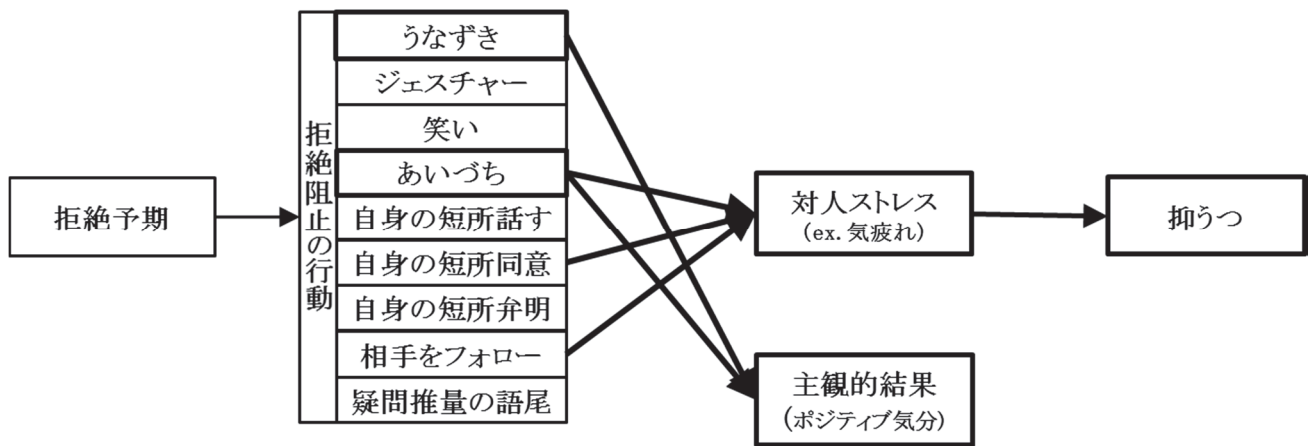 拒絶予期
拒絶阻止の行動
うなずき
ジェスチャー
笑い
あいづち
自身の短所話す
自身の短所同意
自身の短所弁明
相手をフォロー
疑問推量の語尾
対人ストレス
(ex.気疲れ)
主観的結果
(ポジティブ気分)
抑うつ